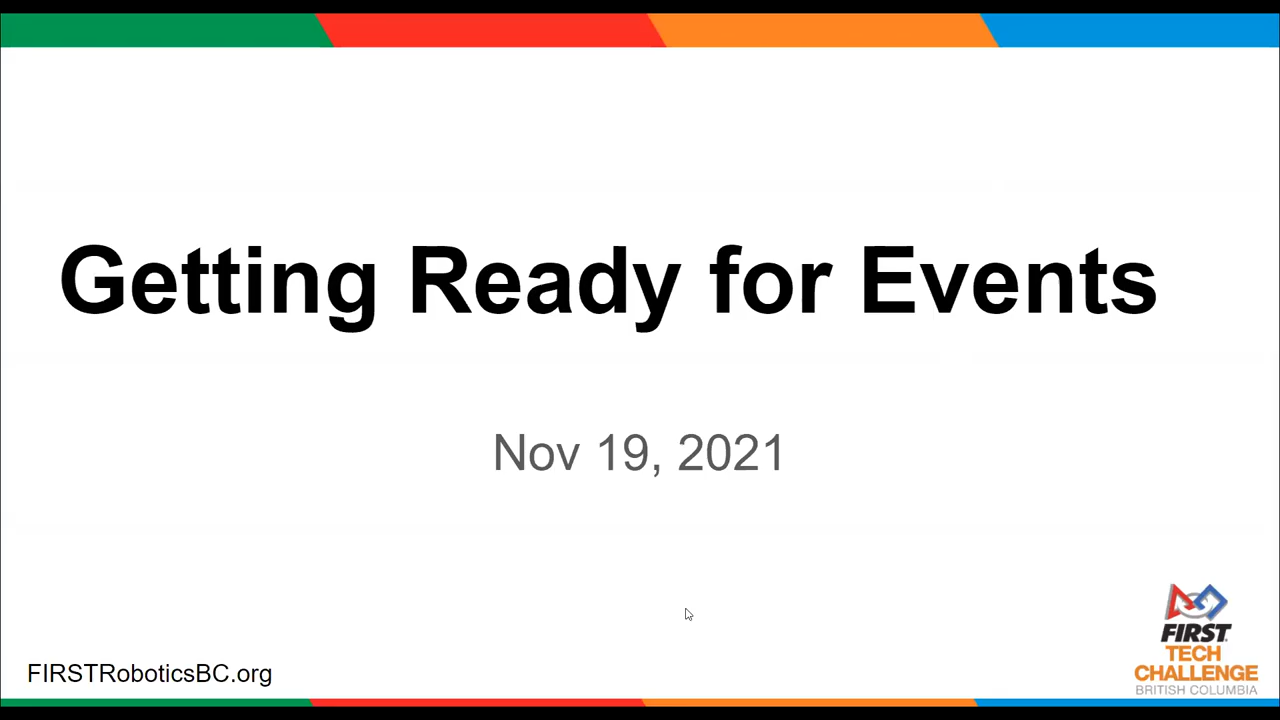 Getting Ready for Events
Nov 19, 2021
FIRSTRoboticsBC.org
FIRST
TECH
CHALLENGE
BRITISH COLUMBIA